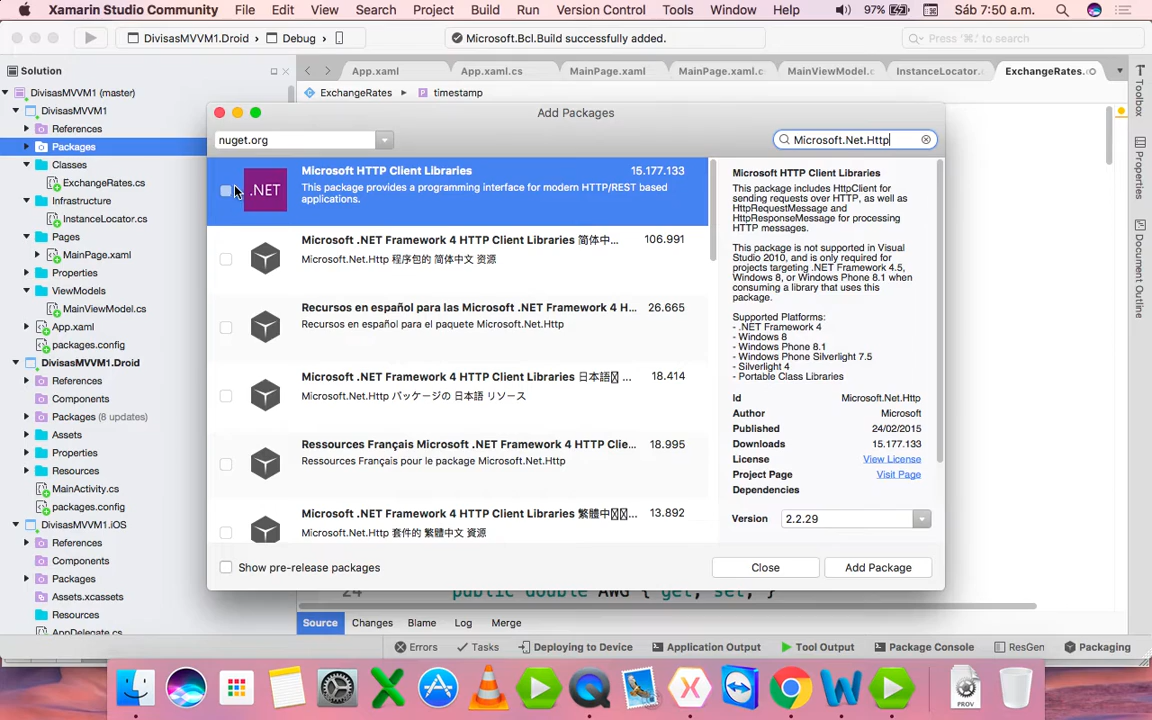 Xamarin Studio Community File Edit View Search Project Build Run Version Control Tools Window Help 97% Sáb 7:50 a.m.
DivisasMVVM1.Droid > Debug > Microsoft.Bcl.Build successfully added. Press '⌘.' to search
Solution App.xaml App.xaml.cs MainPage.xaml MainPage.xaml.c MainViewModel.c InstanceLocator.c ExchangeRates.c
ExchangeRates timestamp
DivisasMVVM1 (master)
DivisasMVVM1
References
Packages
Classes
ExchangeRates.cs
Infrastructure
InstanceLocator.cs
Pages
MainPage.xaml
Properties
ViewModels
MainViewModel.cs
App.xaml
packages.config
DivisasMVVM1.Droid
References
Components
Packages (8 updates)
Assets
Properties
Resources
MainActivity.cs
packages.config
DivisasMVVM1.iOS
References
Components
Packages
Assets.xcassets
Resources
AppDelegate.cs
Add Packages
nuget.org Microsoft.Net.Http
.NET
Microsoft HTTP Client Libraries 15.177.133
This package provides a programming interface for modern HTTP/REST based
applications.
Microsoft .NET Framework 4 HTTP Client Libraries 简体中... 106.991
Microsoft.Net.Http 程序包的 简体中文 资源
Recursos en español para las Microsoft .NET Framework 4 H... 26.665
Recursos en español para el paquete Microsoft.Net.Http
Microsoft .NET Framework 4 HTTP Client Libraries 日本語 ... 18.414
Microsoft.Net.Http パッケージの 日本語 リソース
Ressources Français Microsoft .NET Framework 4 HTTP Clie... 18.995
Ressources Français pour le package Microsoft.Net.Http
Microsoft .NET Framework 4 HTTP Client Libraries 繁體中... 13.892
Microsoft.Net.Http 套件的 繁體中文 資源
Microsoft HTTP Client Libraries
This package includes HttpClient for
sending requests over HTTP, as well as
HttpRequestMessage and
HttpResponseMessage for processing
HTTP messages.
This package is not supported in Visual
Studio 2010, and is only required for
projects targeting .NET Framework 4.5,
Windows 8, or Windows Phone 8.1 when
consuming a library that uses this
package.
Supported Platforms:
- .NET Framework 4
- Windows 8
- Windows Phone 8.1
- Windows Phone Silverlight 7.5
- Silverlight 4
- Portable Class Libraries
Id Microsoft.Net.Http
Author Microsoft
Published 24/02/2015
Downloads 15.177.133
License View License
Project Page Visit Page
Dependencies
Version 2.2.29
Show pre-release packages Close Add Package
24 public double AWG { get; set; }
Source Changes Blame Log Merge
Errors Tasks Deploying to Device Application Output Tool Output Package Console ResGen Packaging
Toolbox
Properties
Document Outline
PROV